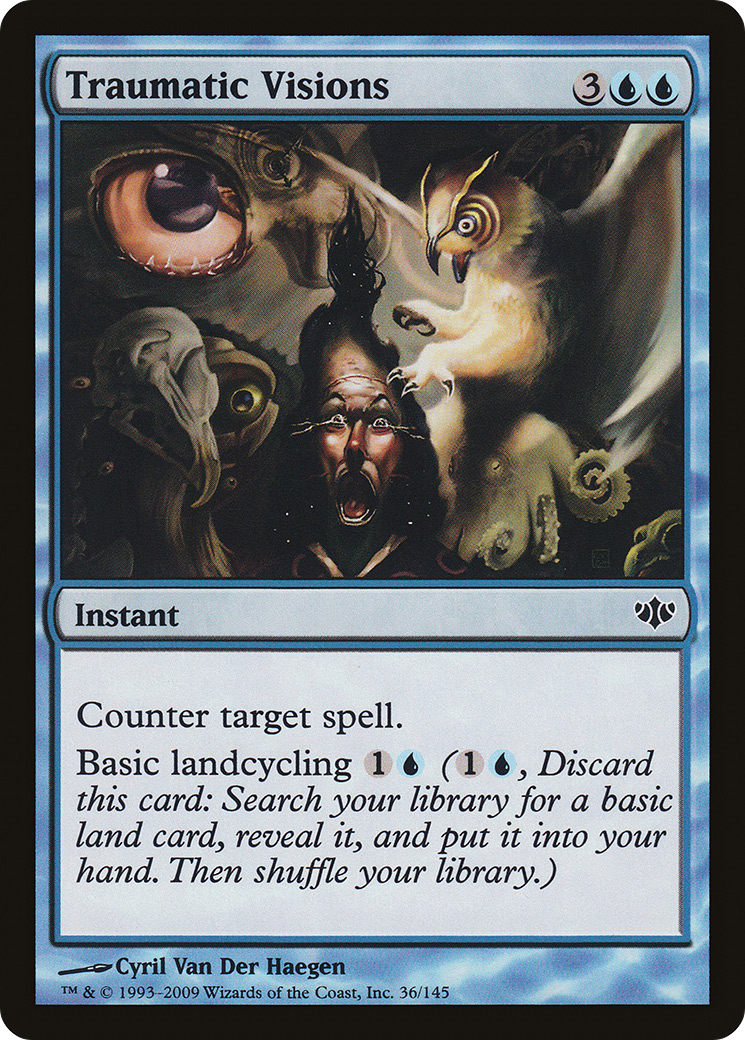 Traumatic Visions 3
Instant
Counter target spell.
Basic landcycling 1 (1, Discard
this card: Search your library for a basic
land card, reveal it, and put it into your
hand. Then shuffle your library.)
Cyril Van Der Haegen
™ & © 1993–2009 Wizards of the Coast, Inc. 36/145